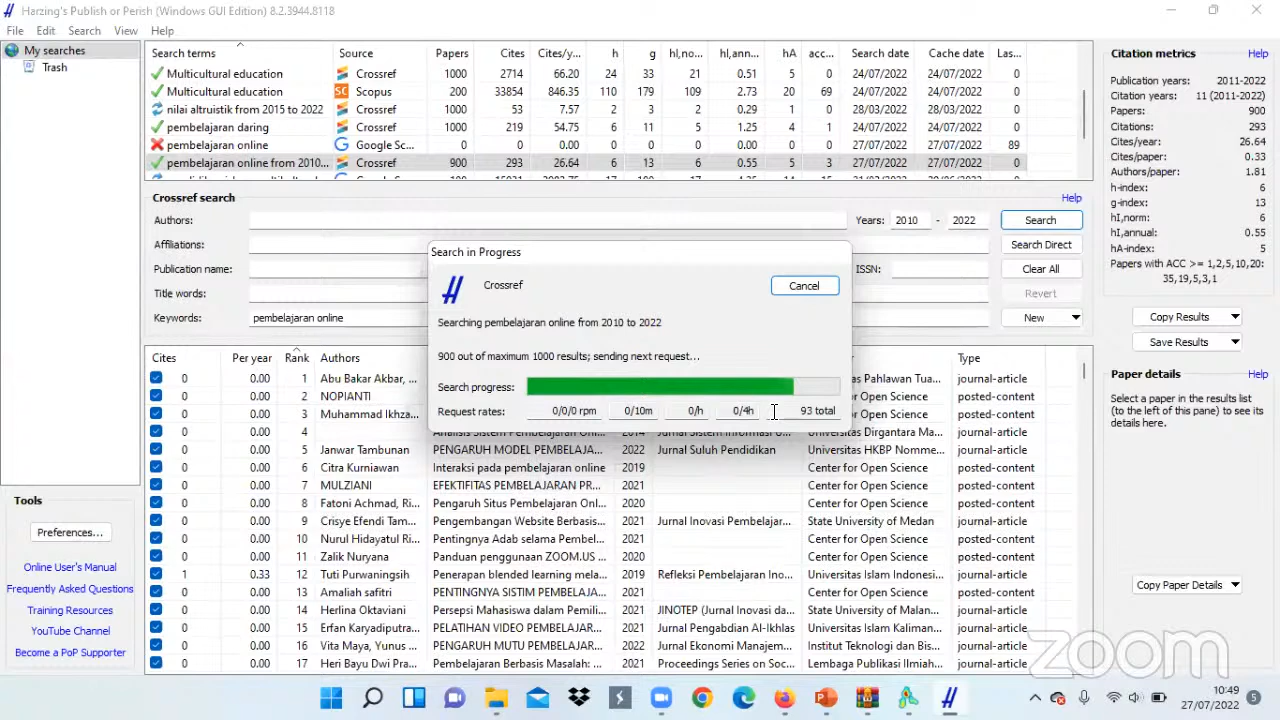 Harzing's Publish or Perish (Windows GUI Edition) 8.2.3944.8118
File Edit Search View Help
My searches
Trash
Search terms Source Papers Cites Cites/y... h g hI,no... hI,ann... hA acc... Search date Cache date Las...
Multicultural education Crossref 1000 2714 66.20 24 33 21 0.51 5 0 24/07/2022 24/07/2022 0
Multicultural education Scopus 200 33854 846.35 110 179 109 2.73 20 69 24/07/2022 24/07/2022 0
nilai altruistik from 2015 to 2022 Crossref 1000 53 7.57 2 3 2 0.29 1 0 28/03/2022 28/03/2022 0
pembelajaran daring Crossref 1000 219 54.75 6 11 5 1.25 4 1 24/07/2022 24/07/2022 0
pembelajaran online Google Sc... 0 0 0.00 0 0 0 0.00 0 0 27/07/2022 27/07/2022 89
pembelajaran online from 2010... Crossref 900 293 26.64 6 13 6 0.55 5 3 27/07/2022 27/07/2022 0
Crossref search Help
Authors: Years: 2010 - 2022 Search
Affiliations: Search Direct
Publication name: ISSN: Clear All
Title words: Revert
Keywords: pembelajaran online New
Search in Progress
Crossref Cancel
Searching pembelajaran online from 2010 to 2022
900 out of maximum 1000 results; sending next request...
Search progress:
Request rates: 0/0/0 rpm 0/10m 0/h 0/4h 93 total
Cites Per year Rank Authors Type
0 0.00 1 Abu Bakar Akbar, ... Pahlawan Tua... journal-article
0 0.00 2 NOPIANTI Open Science posted-content
0 0.00 3 Muhammad Ikhza... Open Science posted-content
0 0.00 4 Analisis Sistem Pembelajaran Onl... 2014 Jurnal Sistem Informasi U... Universitas Dirgantara Ma... journal-article
0 0.00 5 Janwar Tambunan PENGARUH MODEL PEMBELAJA... 2022 Jurnal Suluh Pendidikan Universitas HKBP Nomme... journal-article
0 0.00 6 Citra Kurniawan Interaksi pada pembelajaran online 2019 Center for Open Science posted-content
0 0.00 7 MULZIANI EFEKTIFITAS PEMBELAJARAN PR... 2021 Center for Open Science posted-content
0 0.00 8 Fatoni Achmad, Ri... Pengaruh Situs Pembelajaran Onl... 2020 Center for Open Science posted-content
0 0.00 9 Crisye Efendi Tam... Pengembangan Website Berbasis... 2021 Jurnal Inovasi Pembelajar... State University of Medan journal-article
0 0.00 10 Nurul Hidayatul Ri... Pentingnya Adab selama Pembel... 2021 Center for Open Science posted-content
0 0.00 11 Zalik Nuryana Panduan penggunaan ZOOM.US ... 2020 Center for Open Science posted-content
1 0.33 12 Tuti Purwaningsih Penerapan blended learning mela... 2019 Refleksi Pembelajaran Ino... Universitas Islam Indonesi... journal-article
0 0.00 13 Amaliah safitri PENTINGNYA SISTIM PEMBELAJA... 2021 Center for Open Science posted-content
0 0.00 14 Herlina Oktaviani Persepsi Mahasiswa dalam Pemili... 2019 JINOTEP (Jurnal Inovasi da... State University of Malan... journal-article
0 0.00 15 Erfan Karyadiputra... PELATIHAN VIDEO PEMBELAJAR... 2021 Jurnal Pengabdian Al-Ikhlas Universitas Islam Kaliman... journal-article
0 0.00 16 Vita Maya, Yunus ... PENGARUH MUTU PEMBELAJAR... 2021 Jurnal Ekonomi Manajem... Institut Teknologi dan Bis... journal-article
0 0.00 17 Heri Bayu Dwi Pra... Pembelajaran Berbasis Masalah: ... 2021 Proceedings Series on Soc... Lembaga Publikasi Ilmiah... journal-article
Citation metrics Help
Publication years: 2011-2022
Citation years: 11 (2011-2022)
Papers: 900
Citations: 293
Cites/year: 26.64
Cites/paper: 0.33
Authors/paper: 1.81
h-index: 6
g-index: 13
hI,norm: 6
hI,annual: 0.55
hA-index: 5
Papers with ACC >= 1,2,5,10,20:
35,19,5,3,1
Copy Results
Save Results
Paper details Help
Select a paper in the results list
(to the left of this pane) to see its
details here.
Copy Paper Details
Tools
Preferences...
Online User's Manual
Frequently Asked Questions
Training Resources
YouTube Channel
Become a PoP Supporter
zoom
10:49
27/07/2022
5